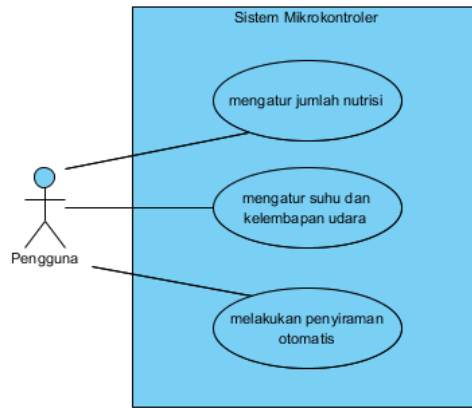 Sistem Mikrokontroler
mengatur jumlah nutrisi
mengatur suhu dan
kelembapan udara
Pengguna
melakukan penyiraman
otomatis